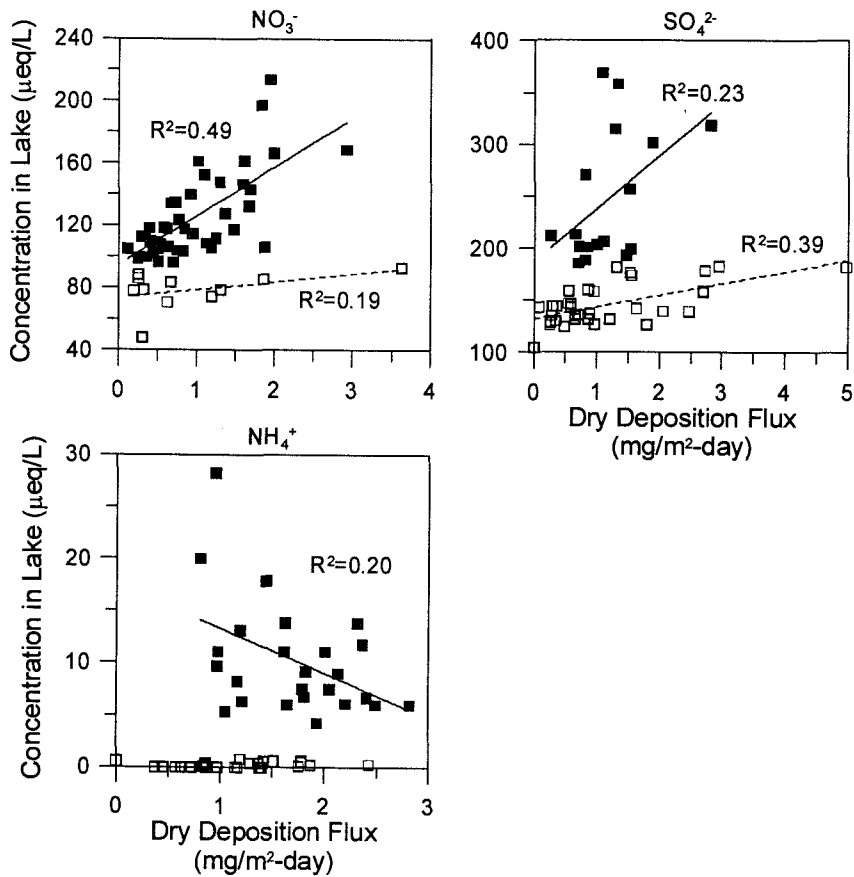 NO₃⁻
Concentration in Lake (µeq/L)
240
200
160
120
80
40
R²=0.49
R²=0.19
0 1 2 3 4
SO₄²⁻
400
300
200
100
R²=0.23
R²=0.39
0 1 2 3 4 5
Dry Deposition Flux
(mg/m²-day)
NH₄⁺
Concentration in Lake (µeq/L)
30
20
10
0
R²=0.20
0 1 2 3
Dry Deposition Flux
(mg/m²-day)